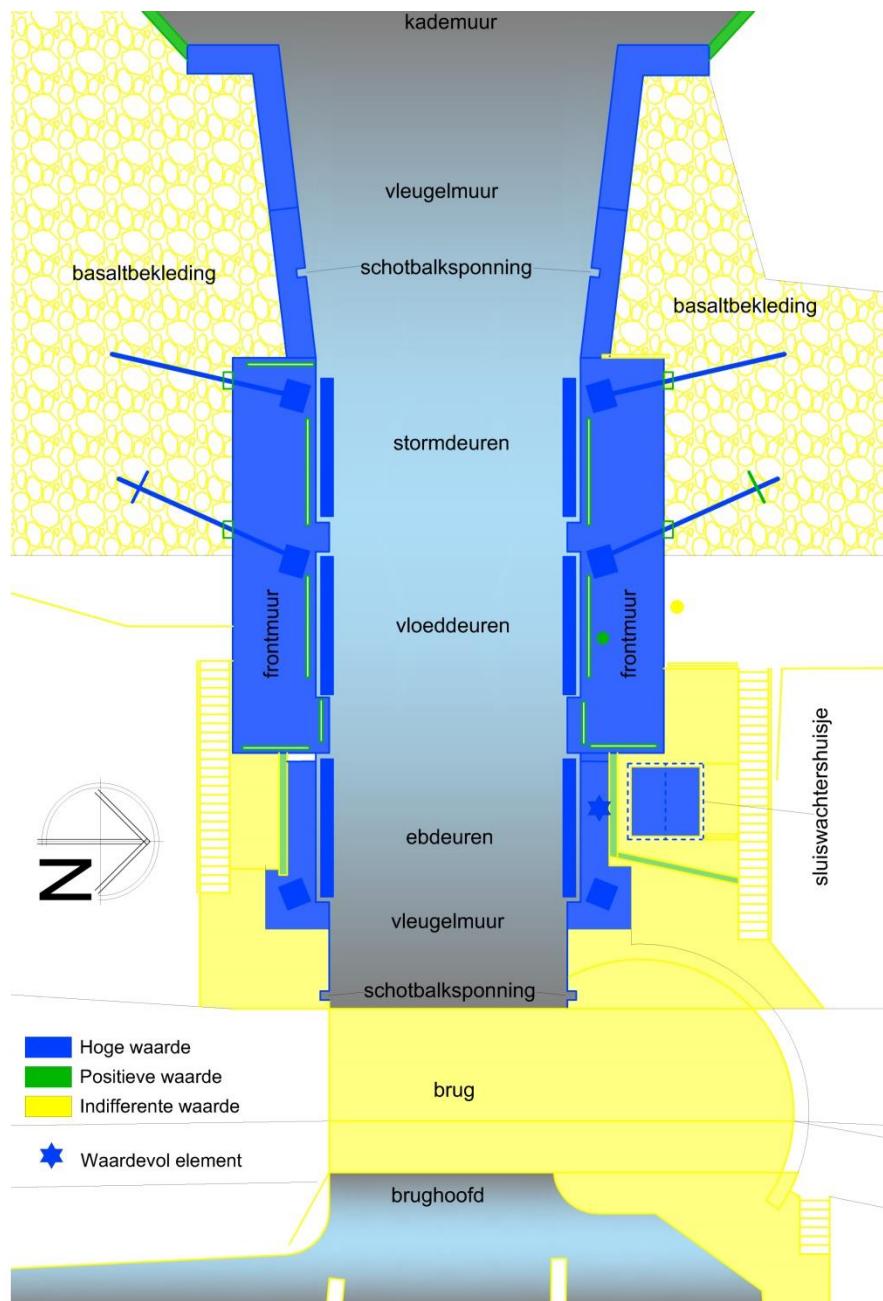 kademuur
vleugelmuur
schotbalksponning
basaltbekleding
basaltbekleding
stormdeuren
vloeddeuren
frontmuur
frontmuur
sluiswachtershuisje
ebdeuren
N
vleugelmuur
schotbalksponning
Hoge waarde
Positieve waarde
Indifferente waarde
brug
Waardevol element
brughoofd